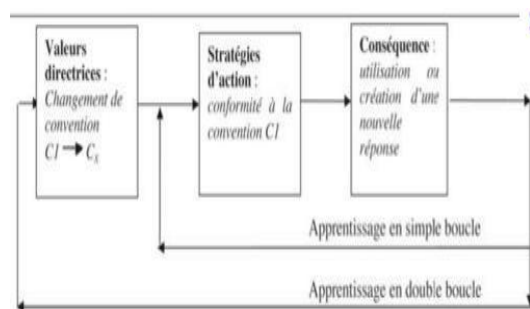 Valeurs
directrices :
Changement de
convention
C1 → Cx
Stratégies
d'action :
conformité à la
convention C1
Conséquence :
utilisation ou
création d'une
nouvelle
réponse
Apprentissage en simple boucle
Apprentissage en double boucle